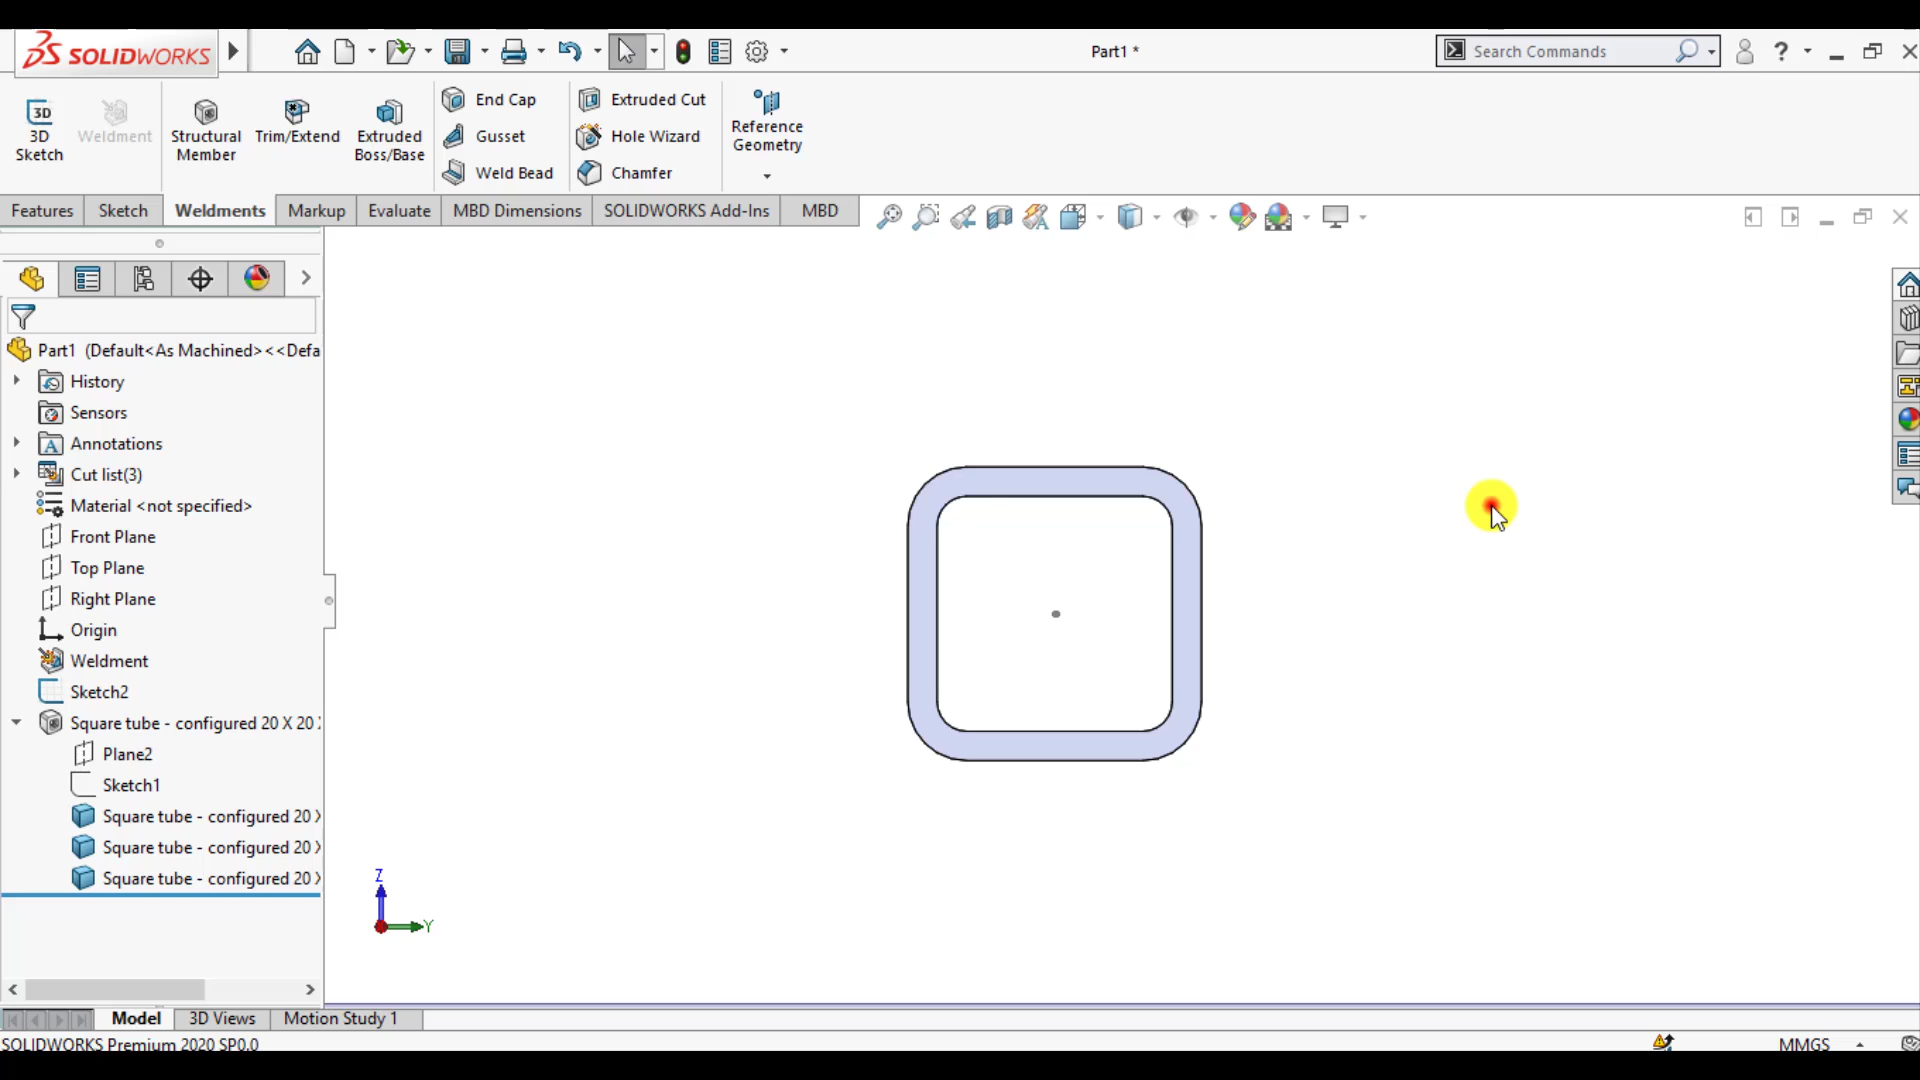 SOLIDWORKS
Part1 *
Search Commands
3D
3D
Sketch
Weldment
Structural
Member
Trim/Extend
Extruded
Boss/Base
End Cap
Gusset
Weld Bead
Extruded Cut
Hole Wizard
Chamfer
Reference
Geometry
Features
Sketch
Weldments
Markup
Evaluate
MBD Dimensions
SOLIDWORKS Add-Ins
MBD
Part1 (Default<As Machined><<Defa
History
Sensors
Annotations
Cut list(3)
Material <not specified>
Front Plane
Top Plane
Right Plane
Origin
Weldment
Sketch2
Square tube - configured 20 X 20
Plane2
Sketch1
Square tube - configured 20 X
Square tube - configured 20 X
Square tube - configured 20 X
Z
Y
Model
3D Views
Motion Study 1
SOLIDWORKS Premium 2020 SP0.0
MMGS